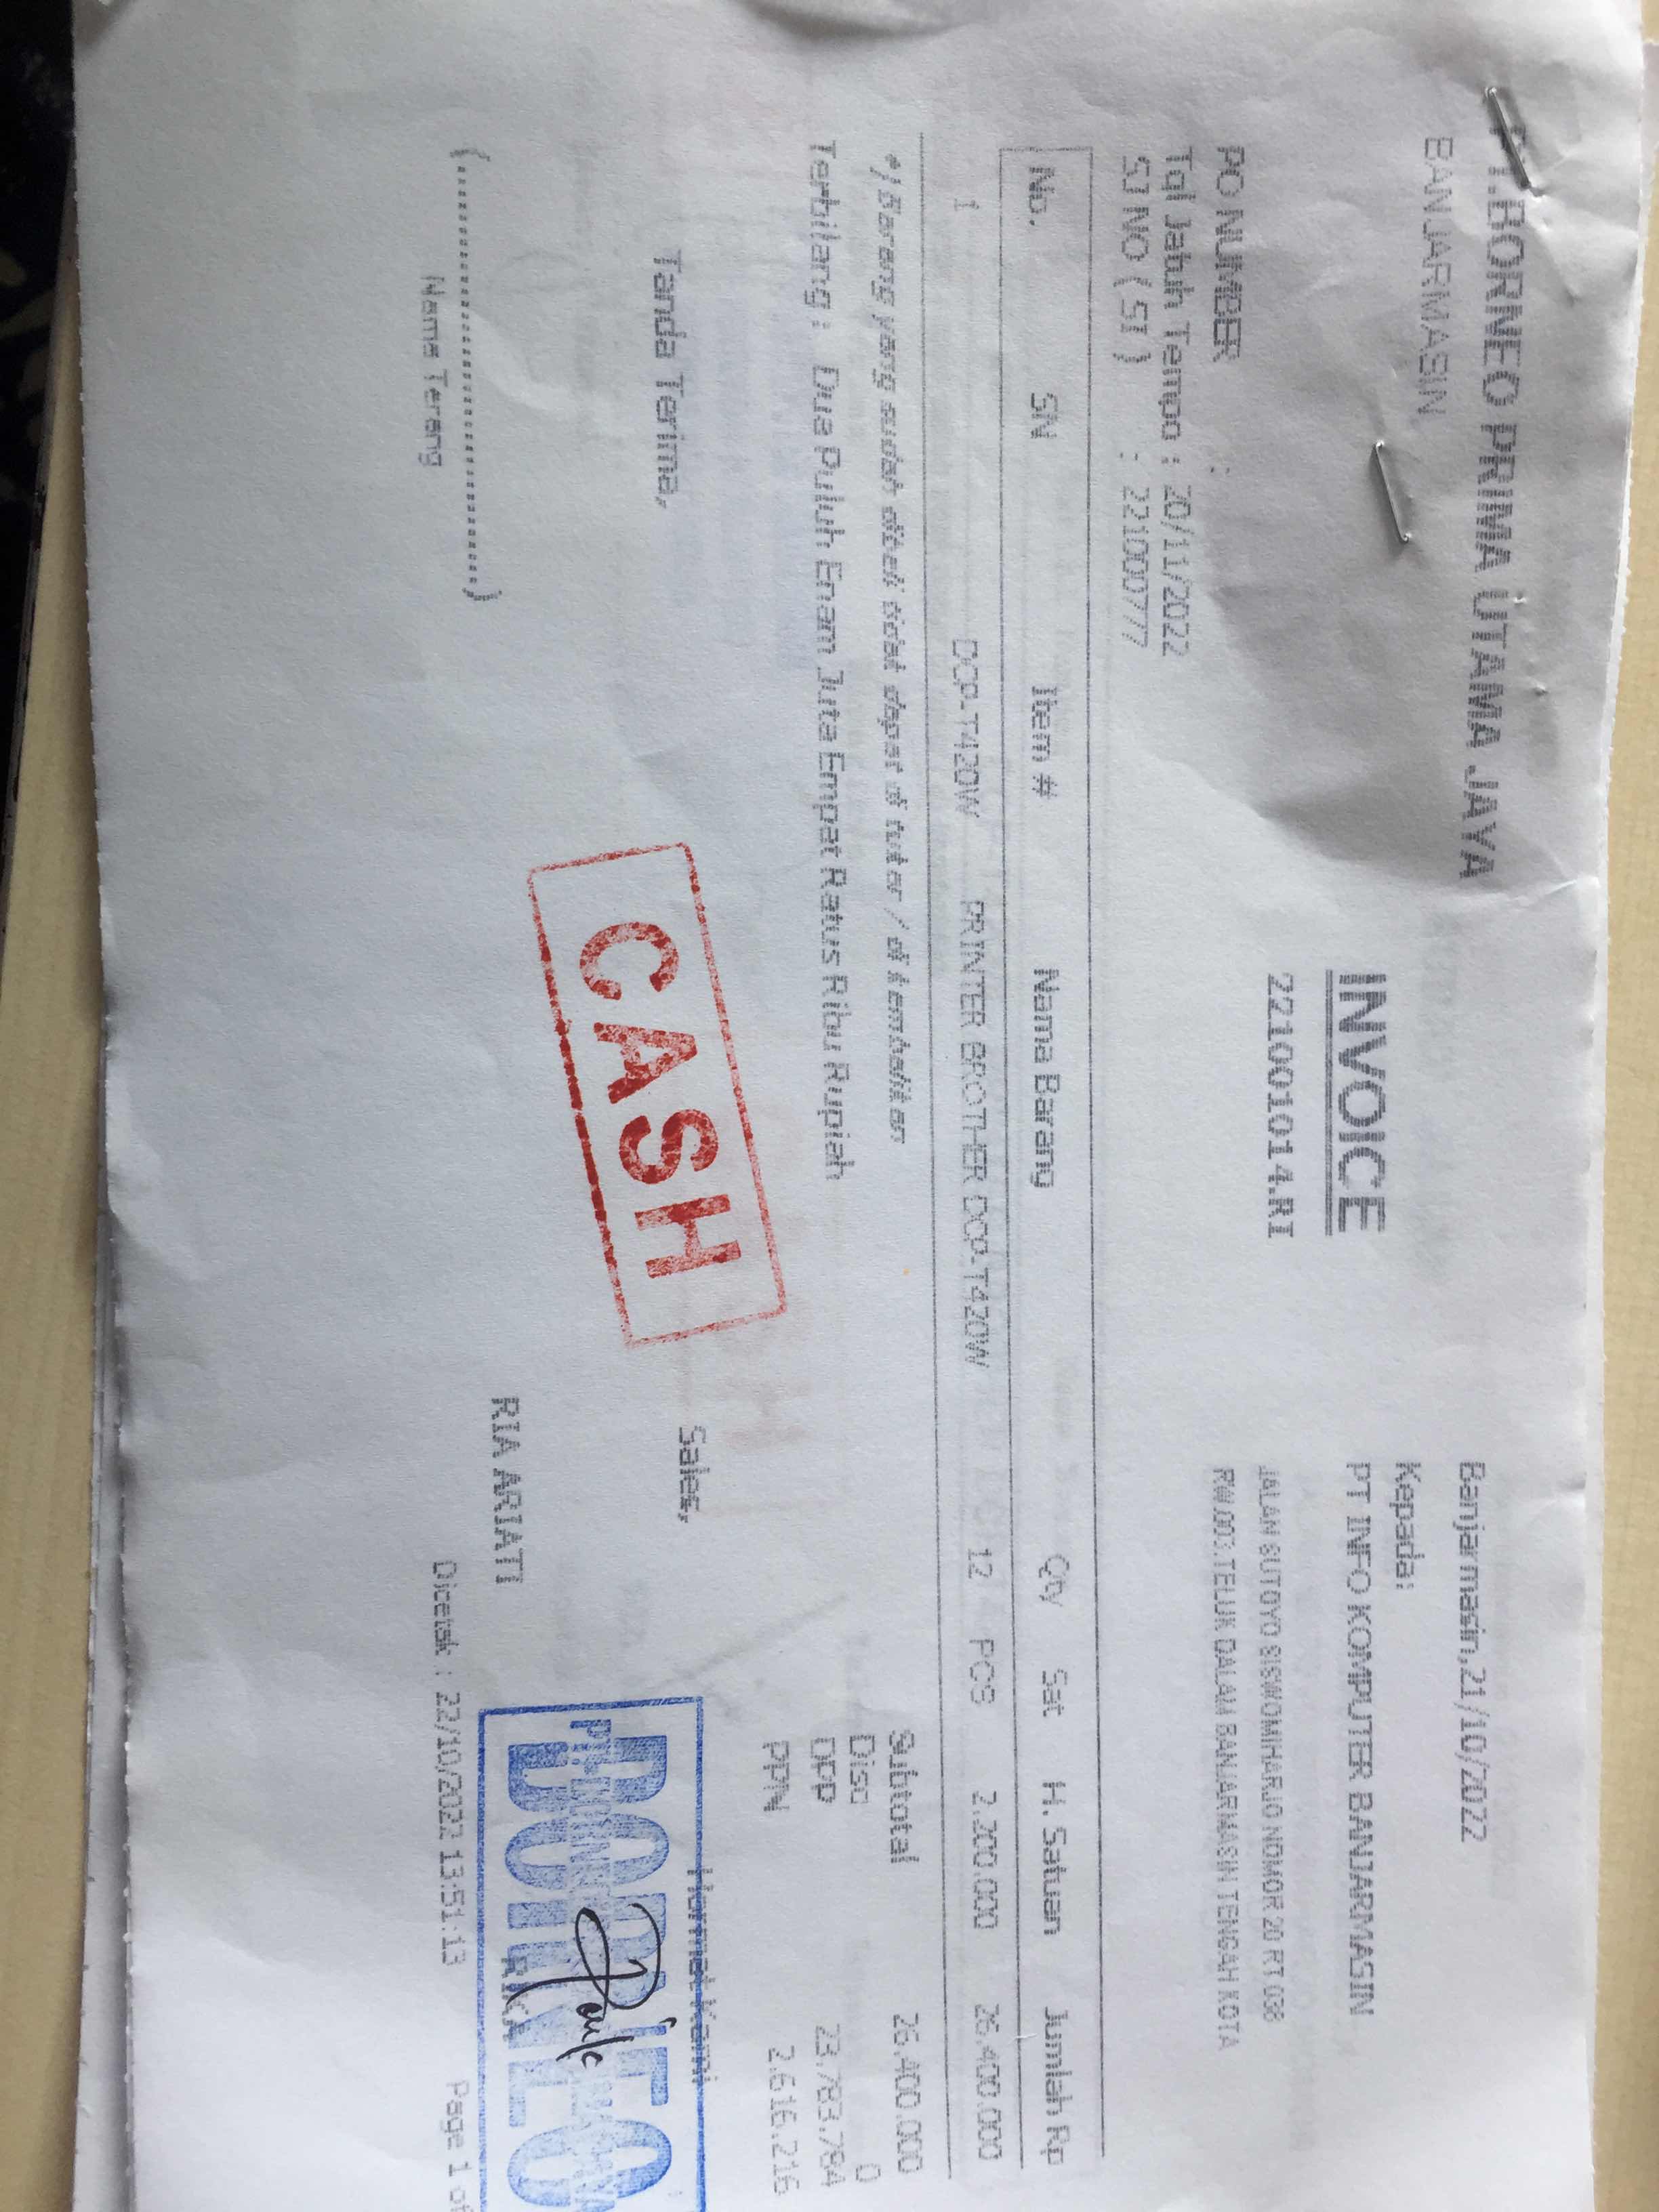 PT.BORNEO PRIMA UTAMA JAYA
BANJARMASIN
Banjarmasin,21/10/2022
Kepada:
INVOICE
221001014.RI
PT INFO KOMPUTER BANJARMASIN
JALAN SUTOYO SISWOMIHARJO NOMOR 20 RT 038
RW.003.TELUK DALAM BANJARMASIN TENGAH KOTA
PO NUMBER :
Tgl Jatuh Tempo : 20/11/2022
SJ NO ( SI ) : 22100777
No. SN Item # Nama Barang Qty Sat H. Satuan Jumlah Rp
1 DCP-T420W PRINTER BROTHER DCP-T420W 12 PCS 2.200.000 26.400.000
*/ Barang yang sudah dibeli tidak dapat di tukar / di kembalikan
Terbilang : Dua Puluh Enam Juta Empat Ratus Ribu Rupiah
Subtotal 26.400.000
Disc 0
DPP 23.783.784
PPN 2.616.216
Tanda Terima,
Sales,
Hormat Kami
CASH
BORNEO
(..............................)
Nama Terang
RIA ARIATI
RIKA
Dicetak : 22/10/2022 13:51:13
Page 1 of